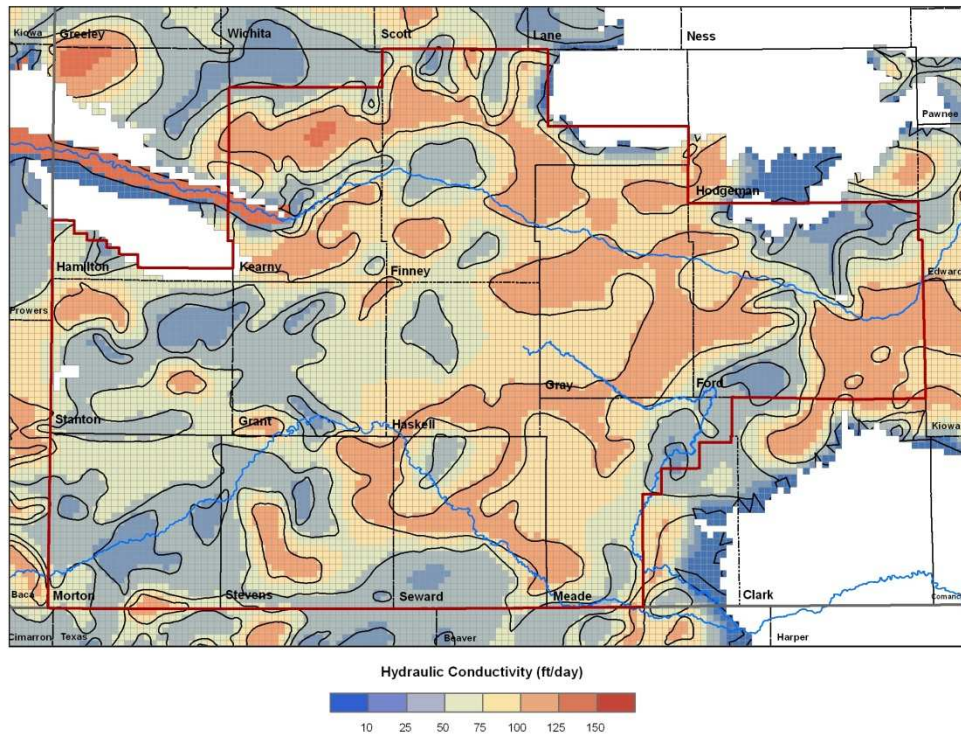 Kiowa Greeley Wichita Scott Lane Ness
Pawnee
Hodgeman
Hamilton Kearny Finney Edward
Prowers
Gray Ford
Stanton Grant Haskell Kiowa
Baca Morton Stevens Seward Meade Clark Comanc
Cimarron Texas Beaver Harper
Hydraulic Conductivity (ft/day)
10 25 50 75 100 125 150